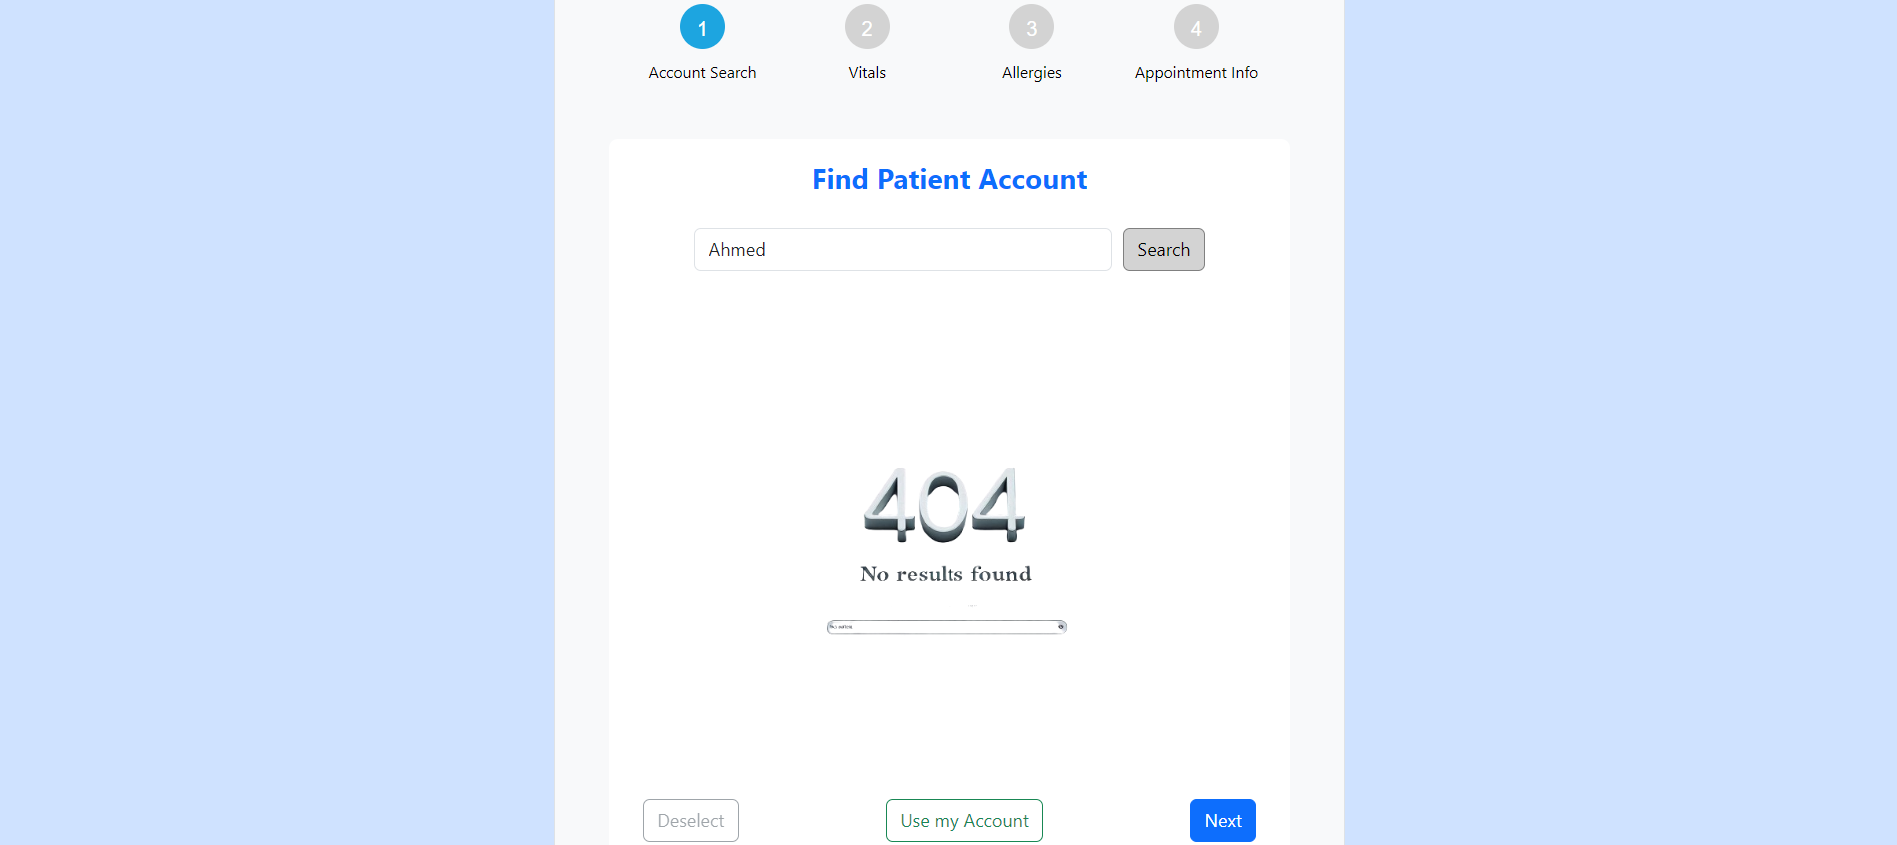 1 2 3 4
Account Search Vitals Allergies Appointment Info
Find Patient Account
Ahmed Search
404
No results found
Deselect Use my Account Next